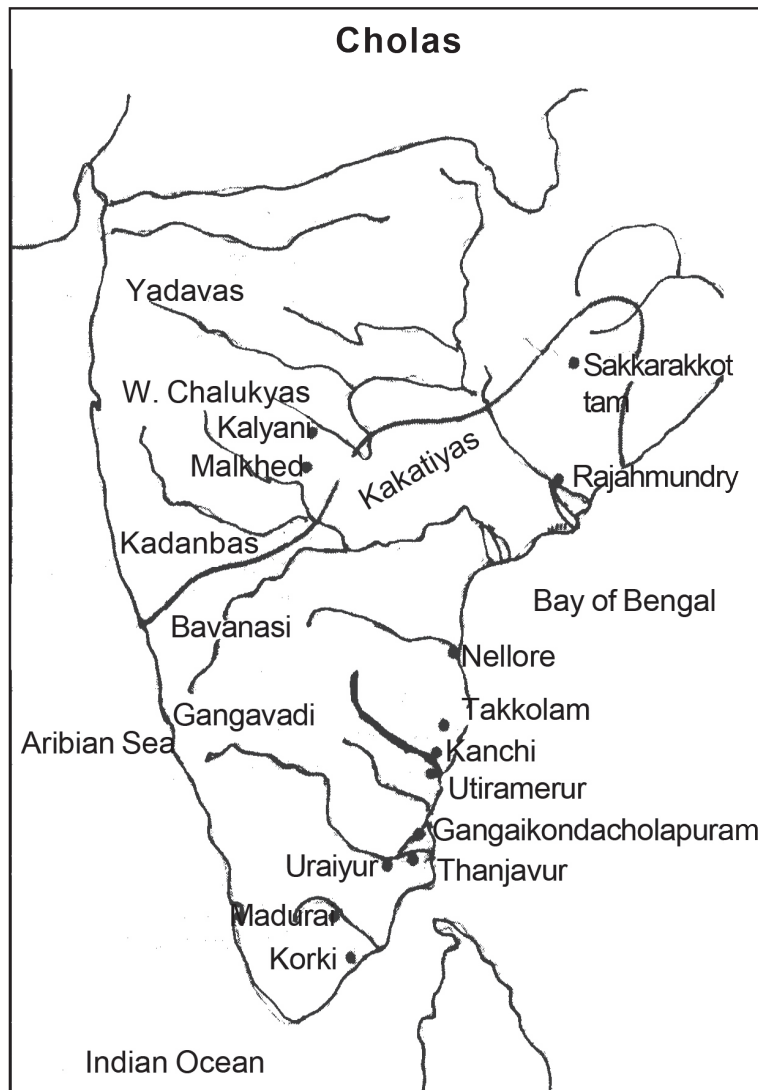 Cholas
Yadavas
Sakkarakkot
tam
W. Chalukyas
Kalyani
Malkhed
Kakatiyas
Rajahmundry
Kadanbas
Bay of Bengal
Bavanasi
Nellore
Gangavadi
Takkolam
Aribian Sea
Kanchi
Utiramerur
Gangaikondacholapuram
Uraiyur
Thanjavur
Madurai
Korki
Indian Ocean